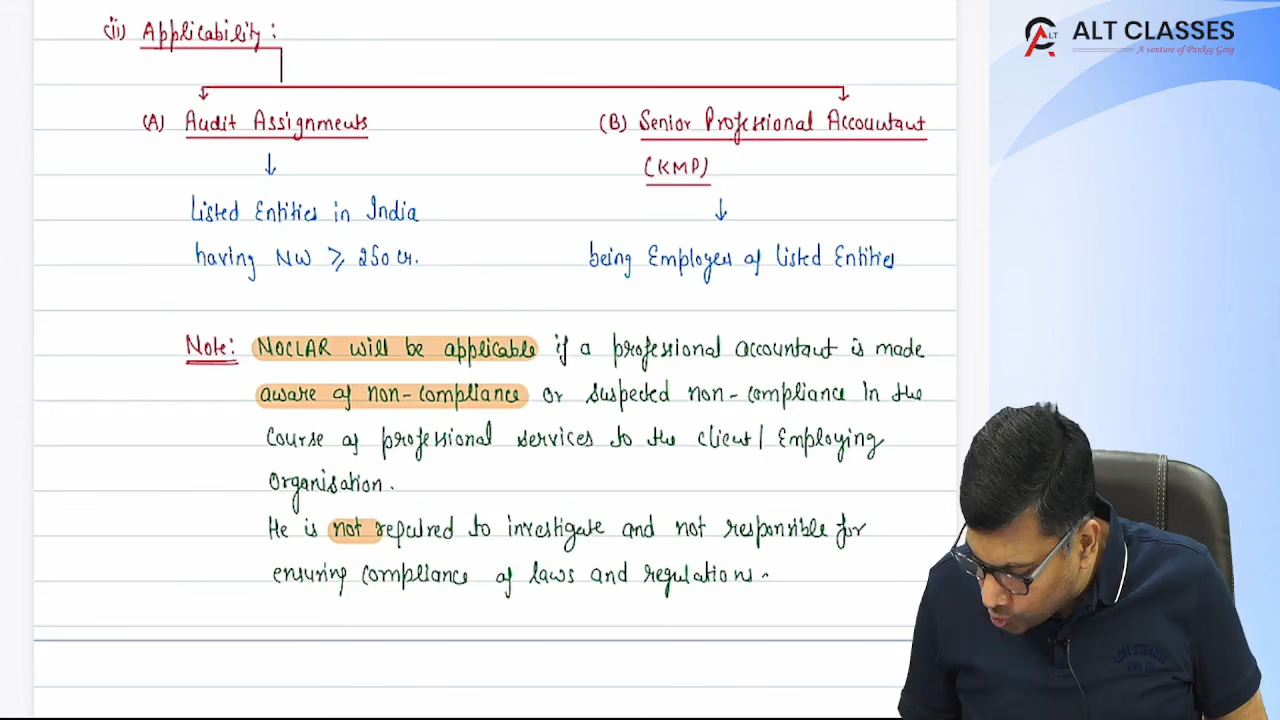 (ii) Applicability :
(A) Audit Assignments
(B) Senior Professional Accountant
(KMP)
Listed Entities in India
having NW ⩾ 250 Cr.
being Employees of Listed Entities
Note: NOCLAR will be applicable if a professional accountant is made
aware of non-compliance or suspected non-compliance In the
course of professional services to the client/ Employing
Organisation.
He is not required to investigate and not responsible for
ensuring compliance of laws and regulations.
ALT
ALT CLASSES
A venture of Pankaj Garg